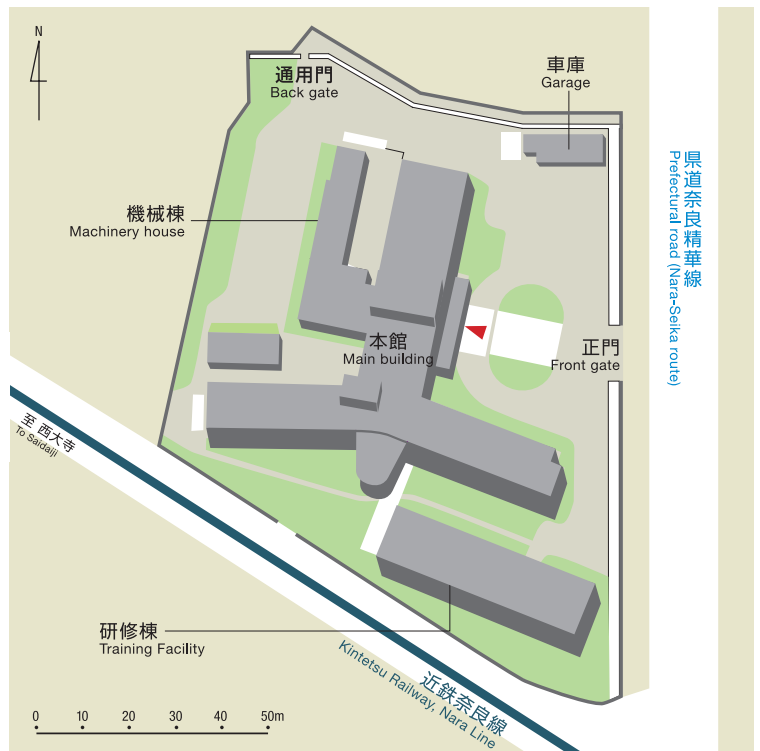 N
通用門
Back gate
車庫
Garage
県道奈良精華線
Prefectural road (Nara-Seika route)
機械棟
Machinery house
本館
Main building
正門
Front gate
至 西大寺
To Saidaiji
研修棟
Training Facility
近鉄奈良線
Kintetsu Railway, Nara Line
0 10 20 30 40 50m